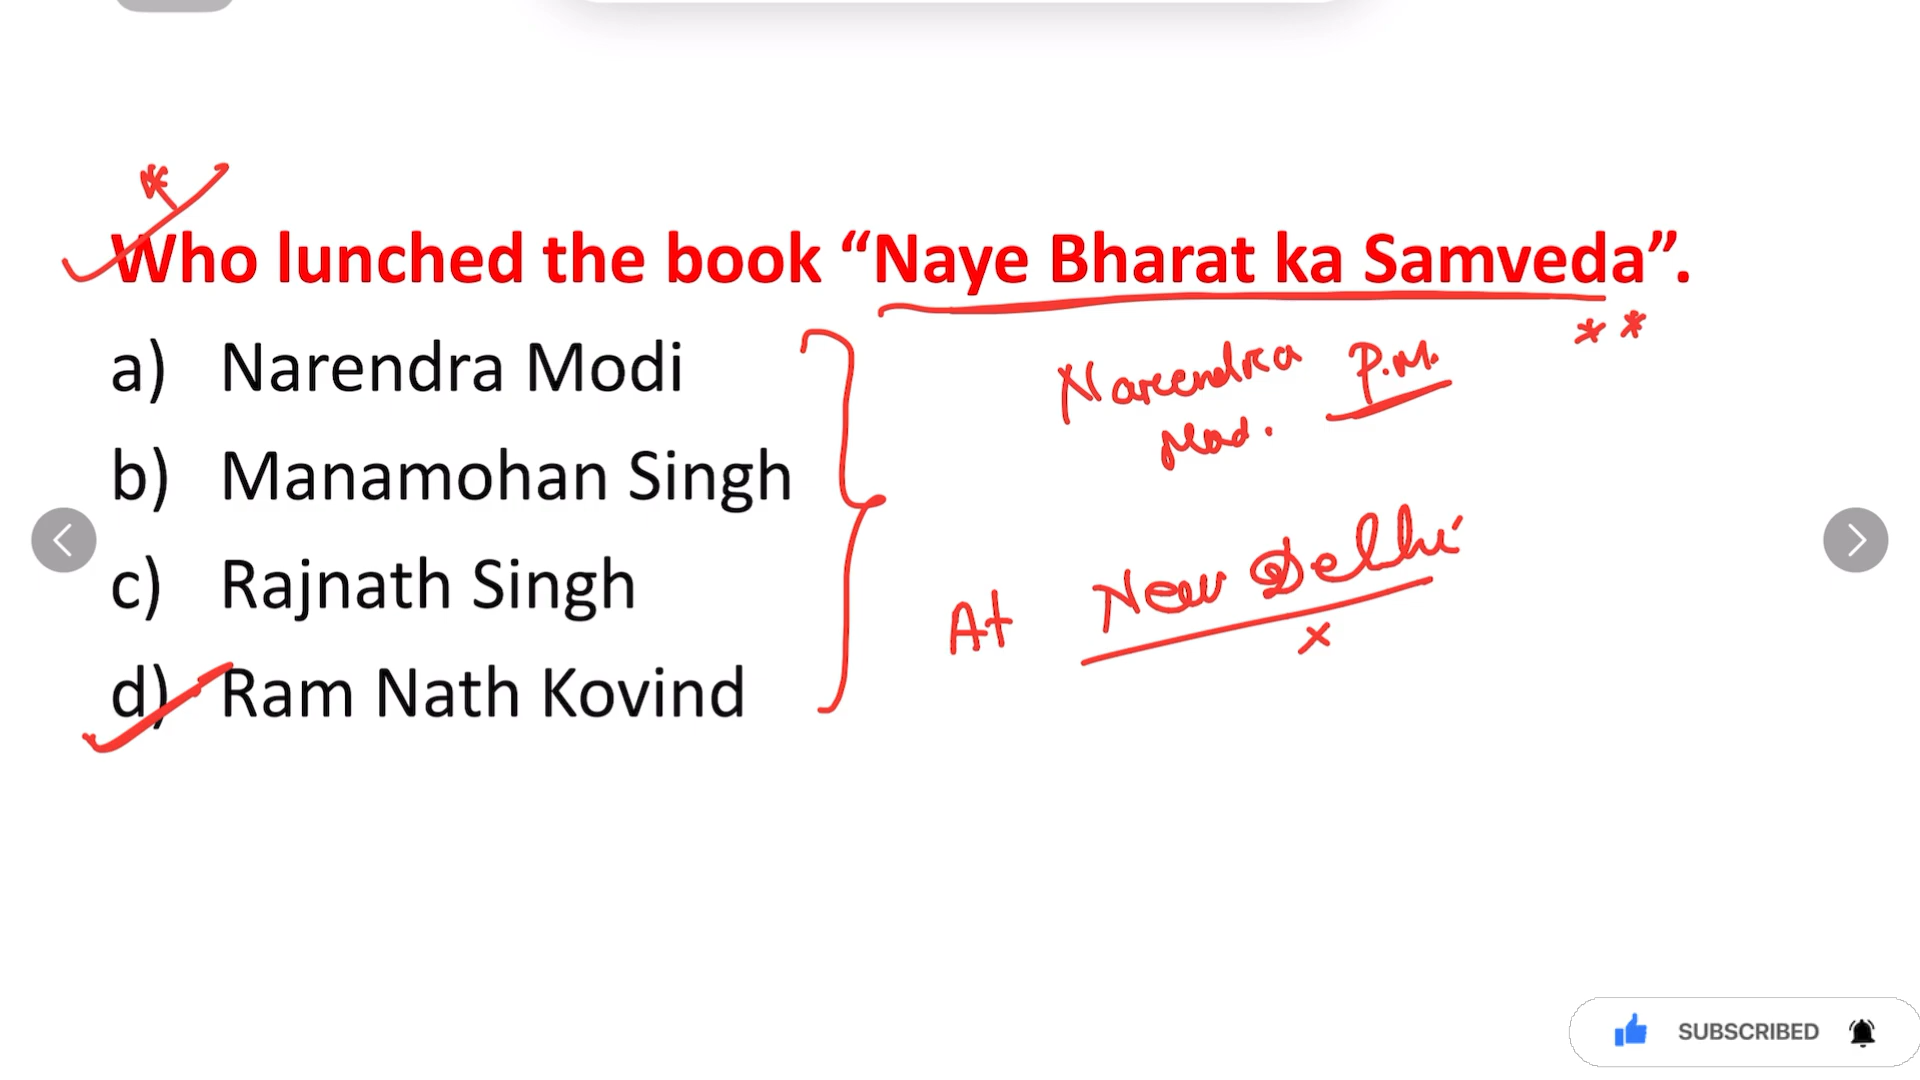 Who lunched the book “Naye Bharat ka Samveda”.
a) Narendra Modi
b) Manamohan Singh
c) Rajnath Singh
d) Ram Nath Kovind
Narendra P.M.
At New Delhi
SUBSCRIBED